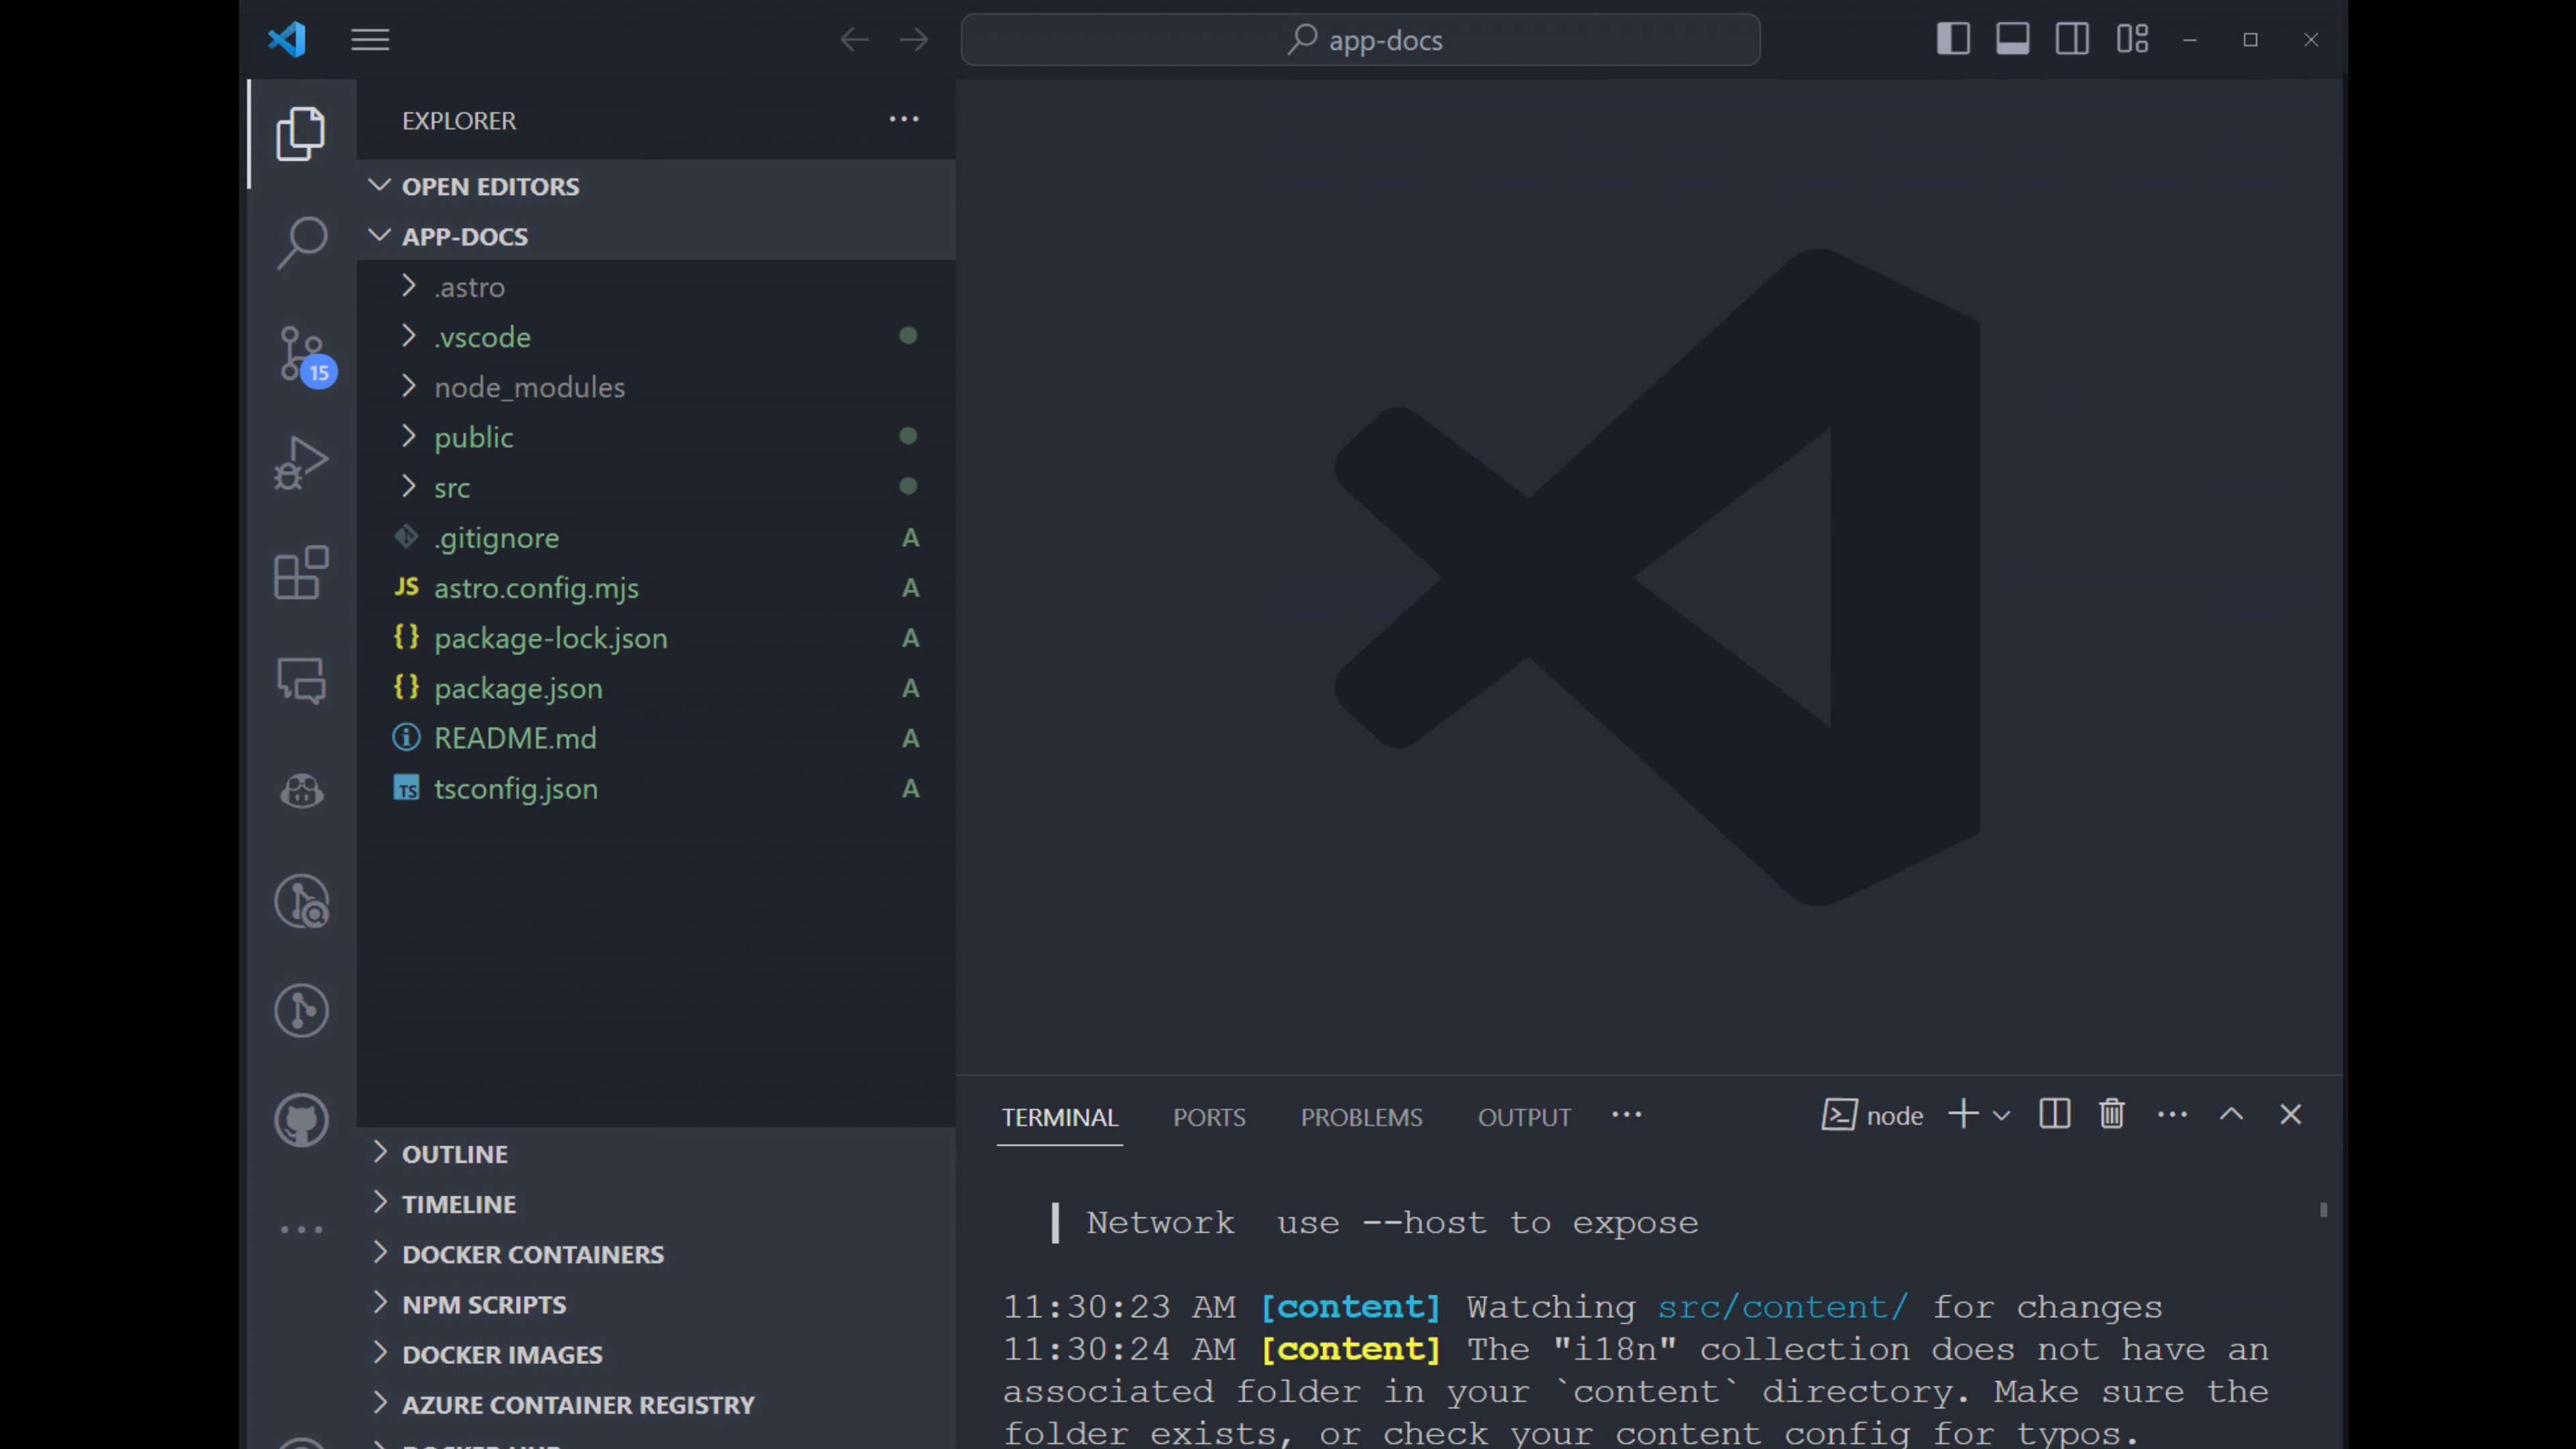 app-docs
EXPLORER
OPEN EDITORS
APP-DOCS
.astro
.vscode
node_modules
public
src
.gitignore A
JS astro.config.mjs A
{} package-lock.json A
{} package.json A
README.md A
TS tsconfig.json A
15
OUTLINE
TIMELINE
DOCKER CONTAINERS
NPM SCRIPTS
DOCKER IMAGES
AZURE CONTAINER REGISTRY
DOCKER HUB
TERMINAL PORTS PROBLEMS OUTPUT node
Network use --host to expose
11:30:23 AM [content] Watching src/content/ for changes
11:30:24 AM [content] The "i18n" collection does not have an
associated folder in your `content` directory. Make sure the
folder exists, or check your content config for typos.